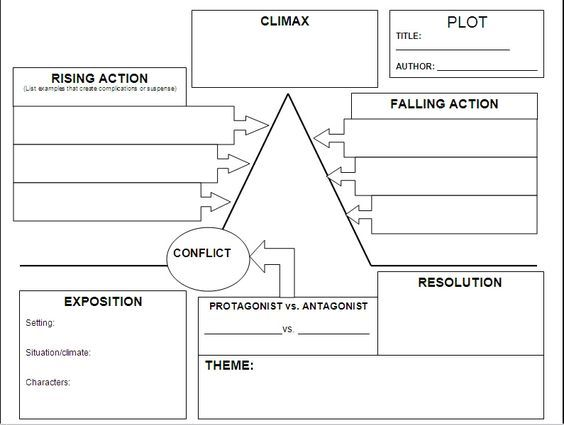 CLIMAX
PLOT
TITLE:
AUTHOR:
RISING ACTION
(List examples that create complications or suspense)
FALLING ACTION
CONFLICT
EXPOSITION
Setting:
Situation/climate:
Characters:
PROTAGONIST vs. ANTAGONIST
vs.
RESOLUTION
THEME: